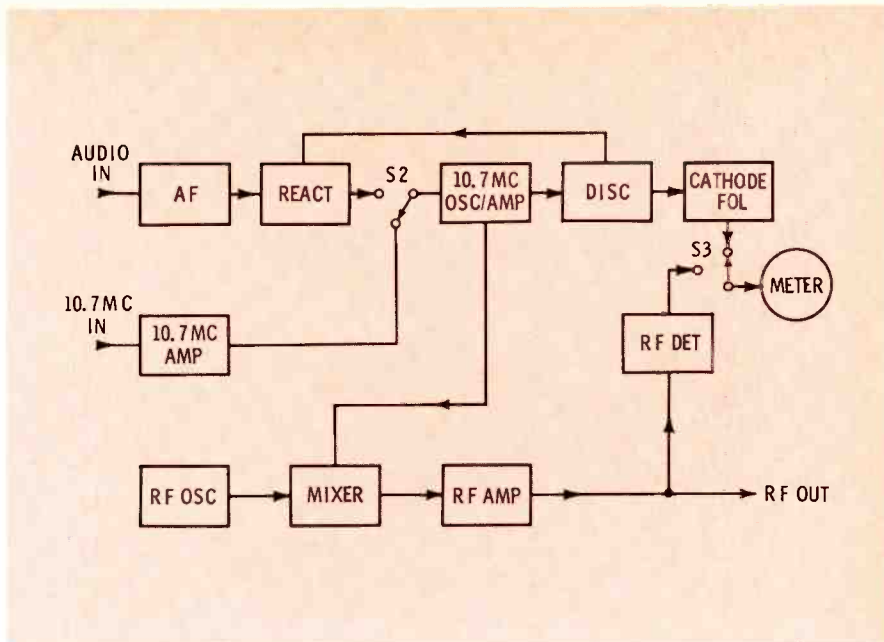 AUDIO
IN
AF
REACT
S2
10.7MC
OSC/AMP
DISC
CATHODE
FOL
S3
METER
10.7MC
IN
10.7MC
AMP
RF DET
RF OSC
MIXER
RF AMP
RF OUT